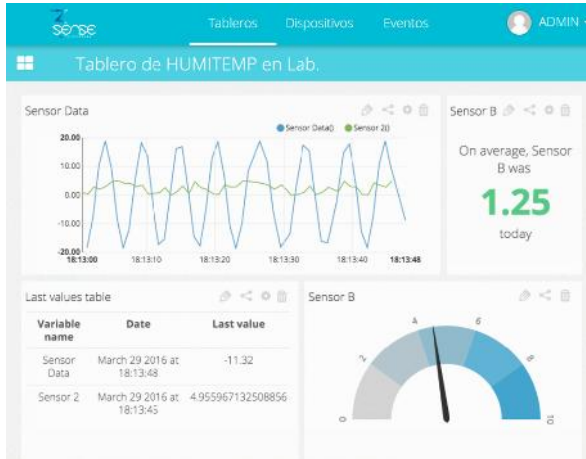 sense
Tableros Dispositivos Eventos ADMIN
Tablero de HUMITEMP en Lab.
Sensor Data
Sensor Data() Sensor 2()
20.00
10.00
0.00
-10.00
-20.00
18:13:00 18:13:10 18:13:20 18:13:30 18:13:40 18:13:48
Sensor B
On average, Sensor
B was
1.25
today
Last values table
Variable name Date Last value
Sensor Data March 29 2016 at 18:13:48 -11.32
Sensor 2 March 29 2016 at 18:13:45 4.955967132508856
Sensor B
0 2 4 6 8 10